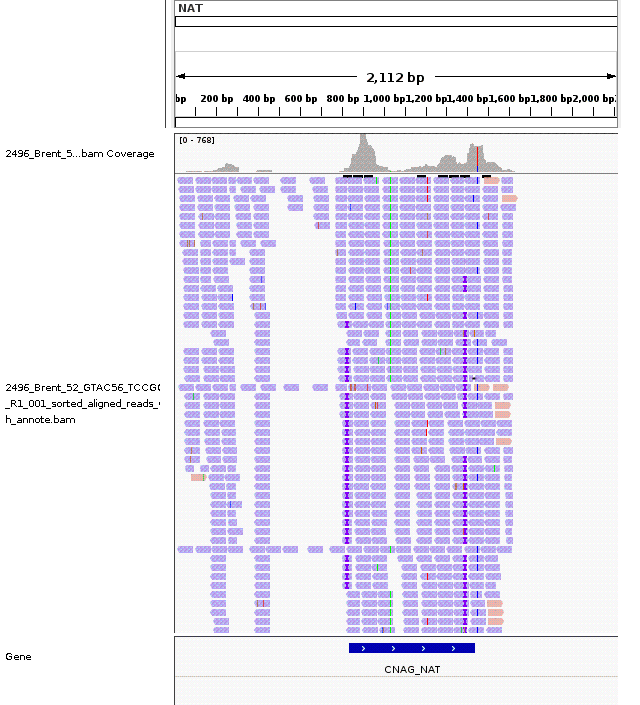 NAT
2,112 bp
bp 200 bp 400 bp 600 bp 800 bp 1,000 bp 1,200 bp 1,400 bp 1,600 bp 1,800 bp 2,000 bp
[0 - 768]
2496_Brent_5...bam Coverage
2496_Brent_52_GTAC56_TCCG
_R1_001_sorted_aligned_reads_
h_annote.bam
Gene
CNAG_NAT